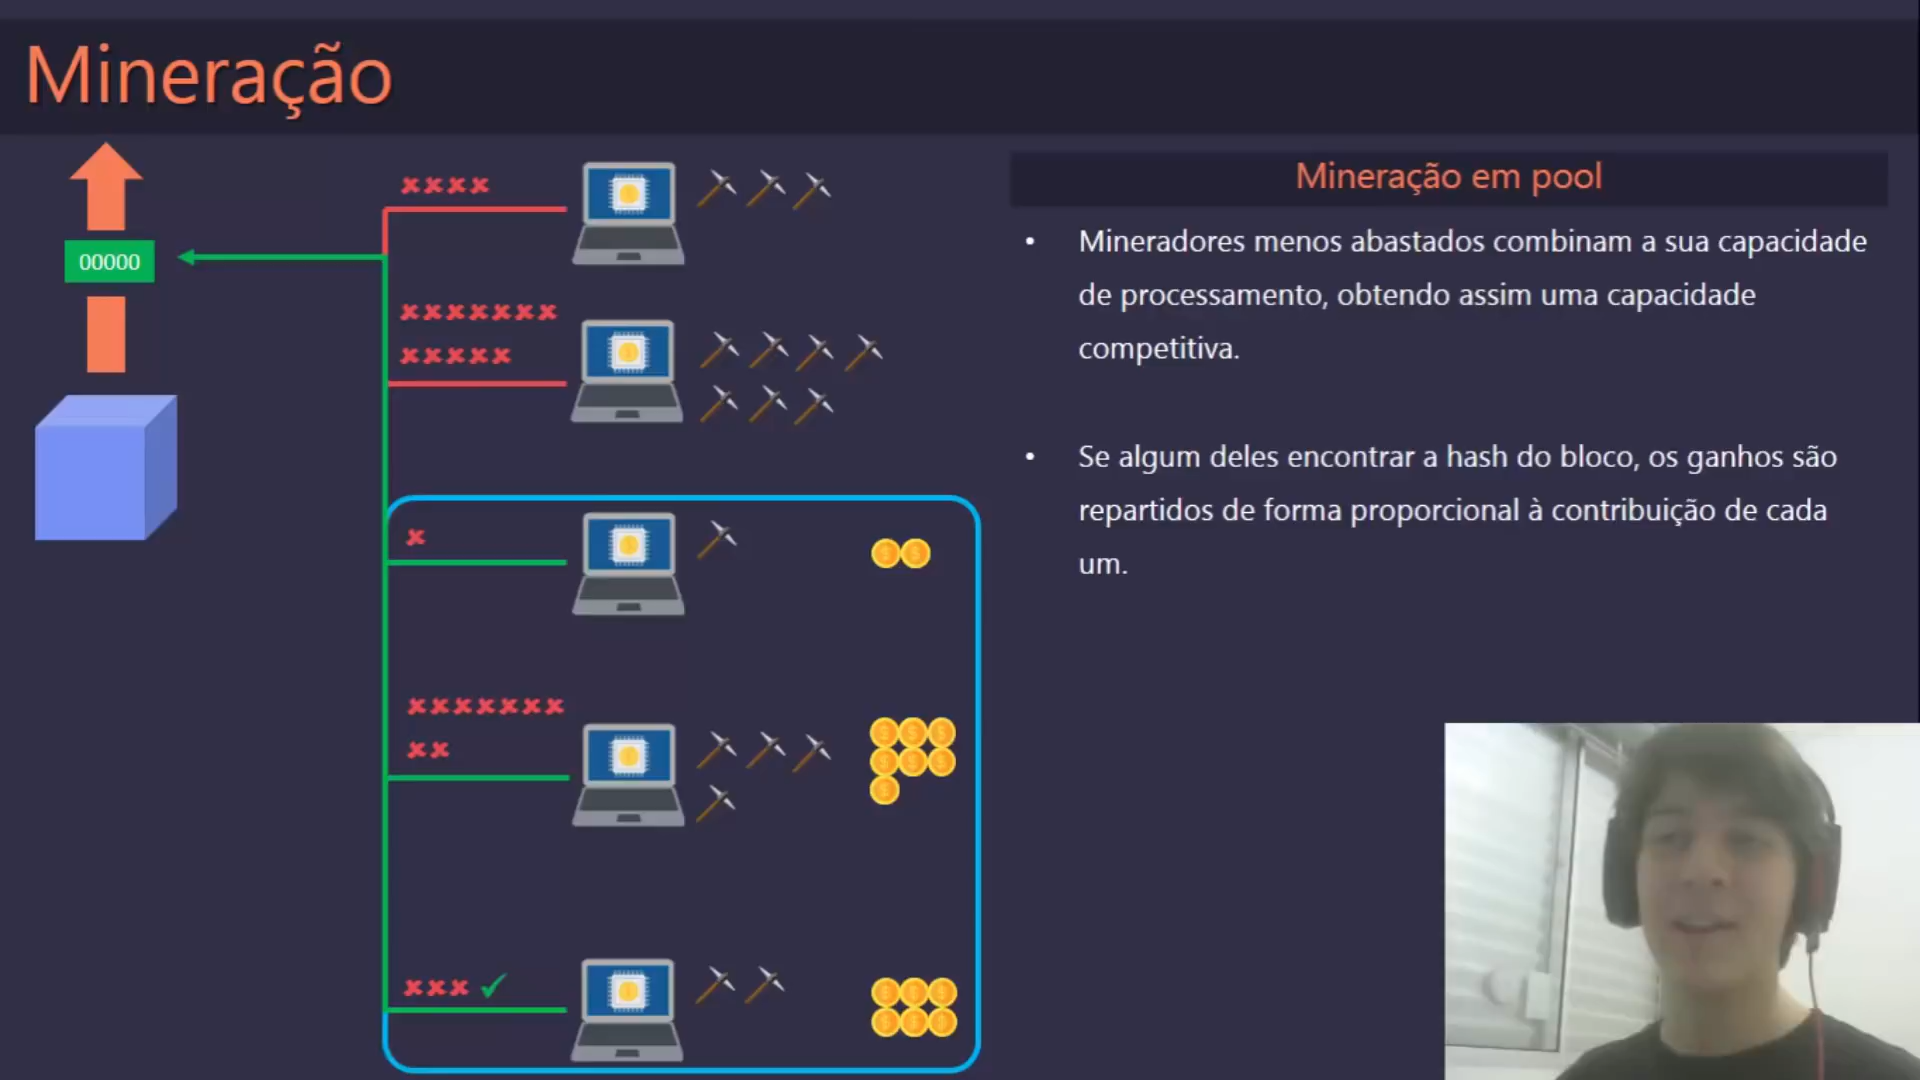 Mineração
00000
Mineração em pool
• Mineradores menos abastados combinam a sua capacidade
de processamento, obtendo assim uma capacidade
competitiva.
• Se algum deles encontrar a hash do bloco, os ganhos são
repartidos de forma proporcional à contribuição de cada
um.